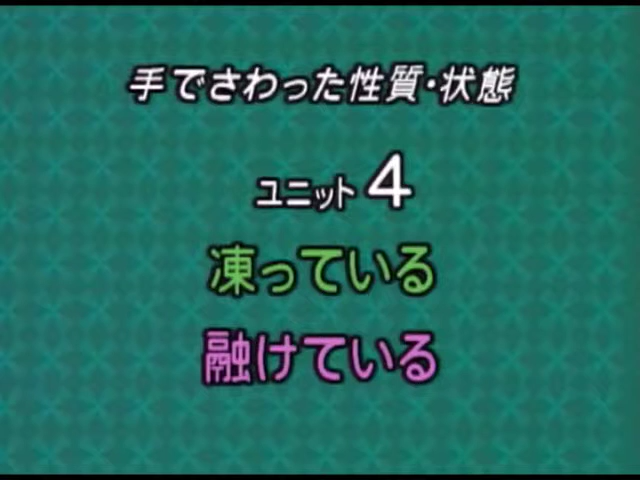 手でさわった性質・状態
ユニット4
凍っている
融けている